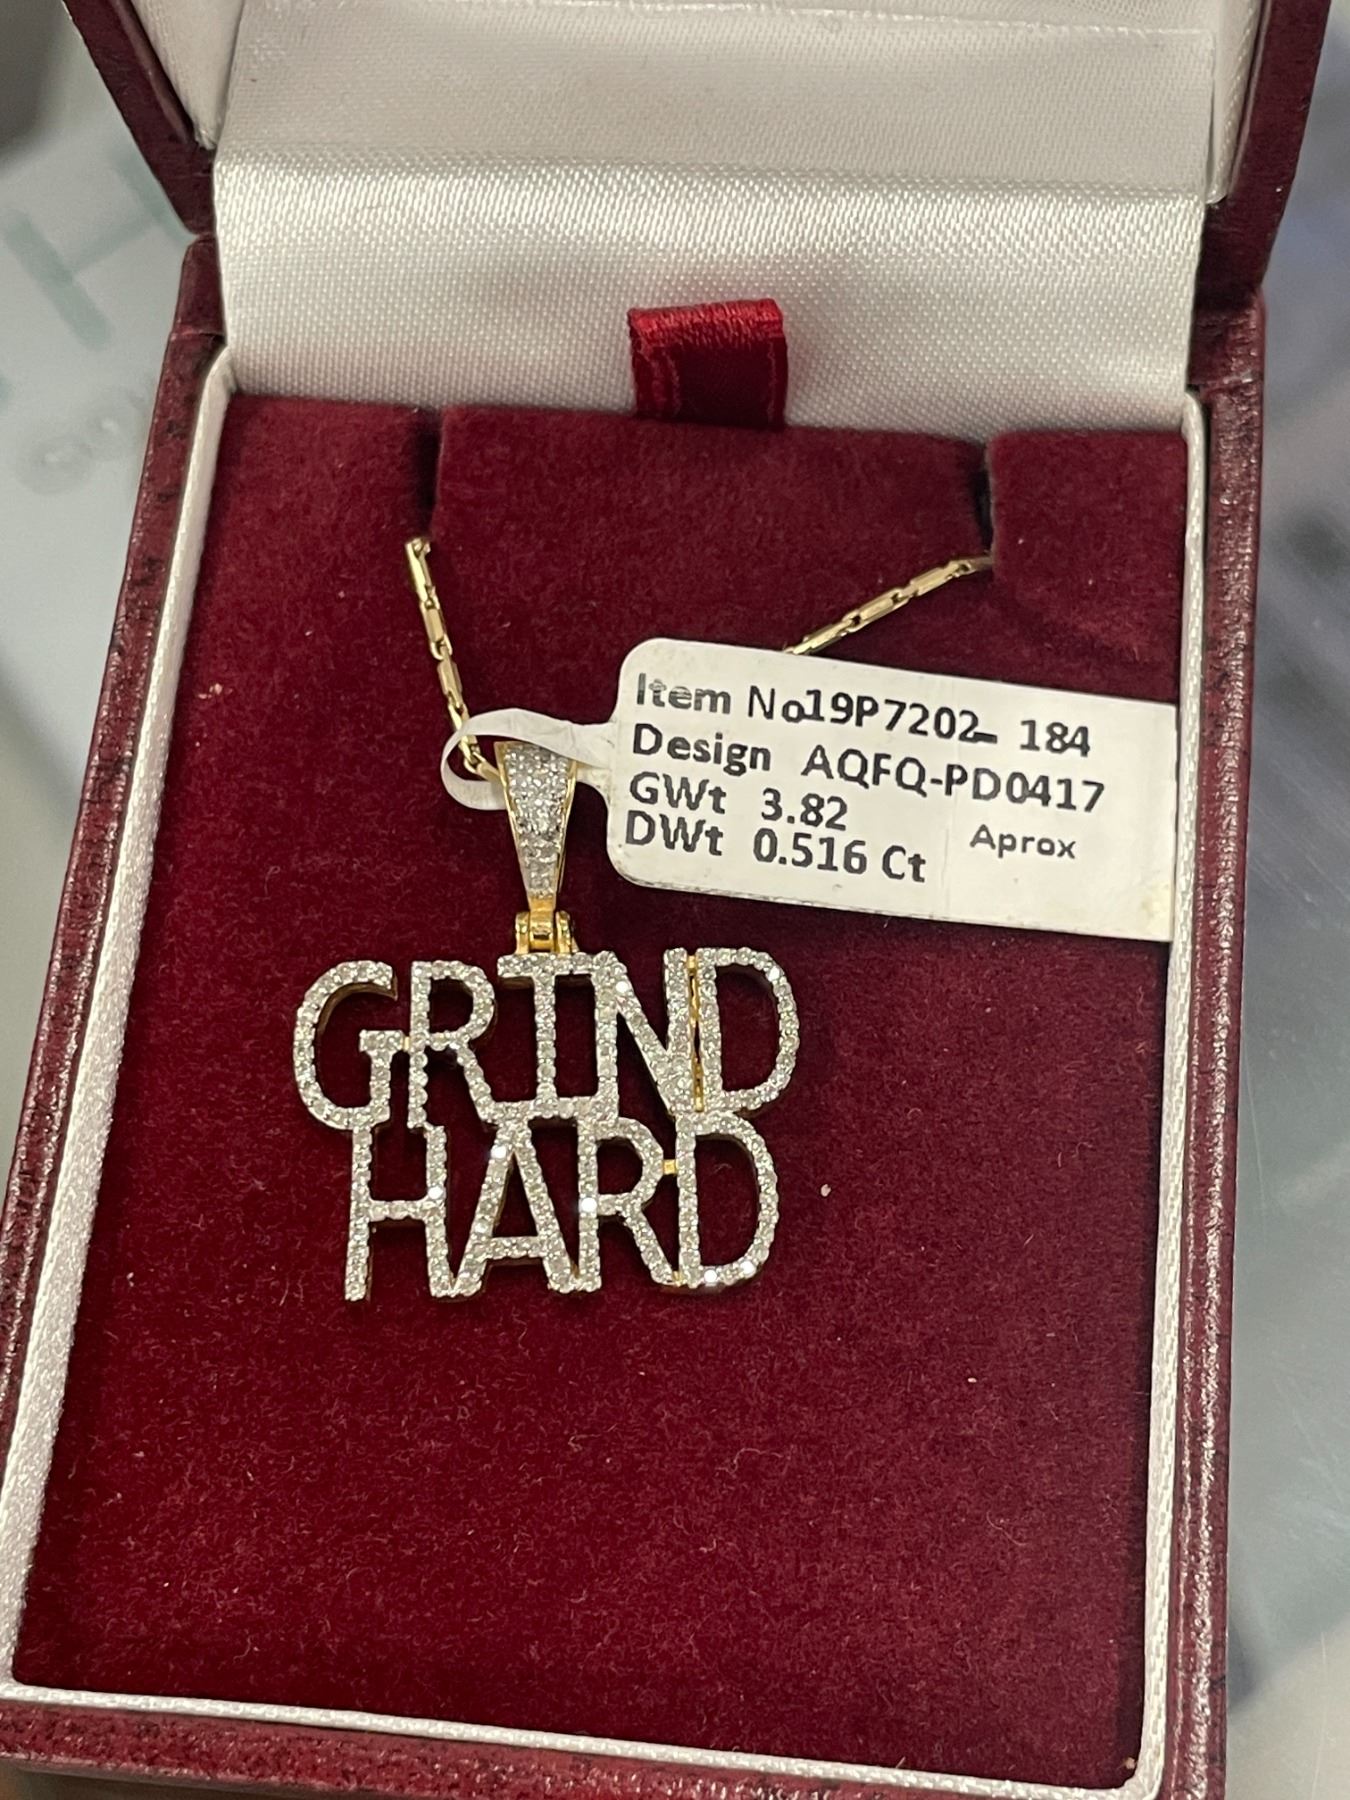 Item No19P7202- 184
Design AQFQ-PD0417
GWt 3.82
Aprox
DWt 0.516 Ct
GRIND
HARD